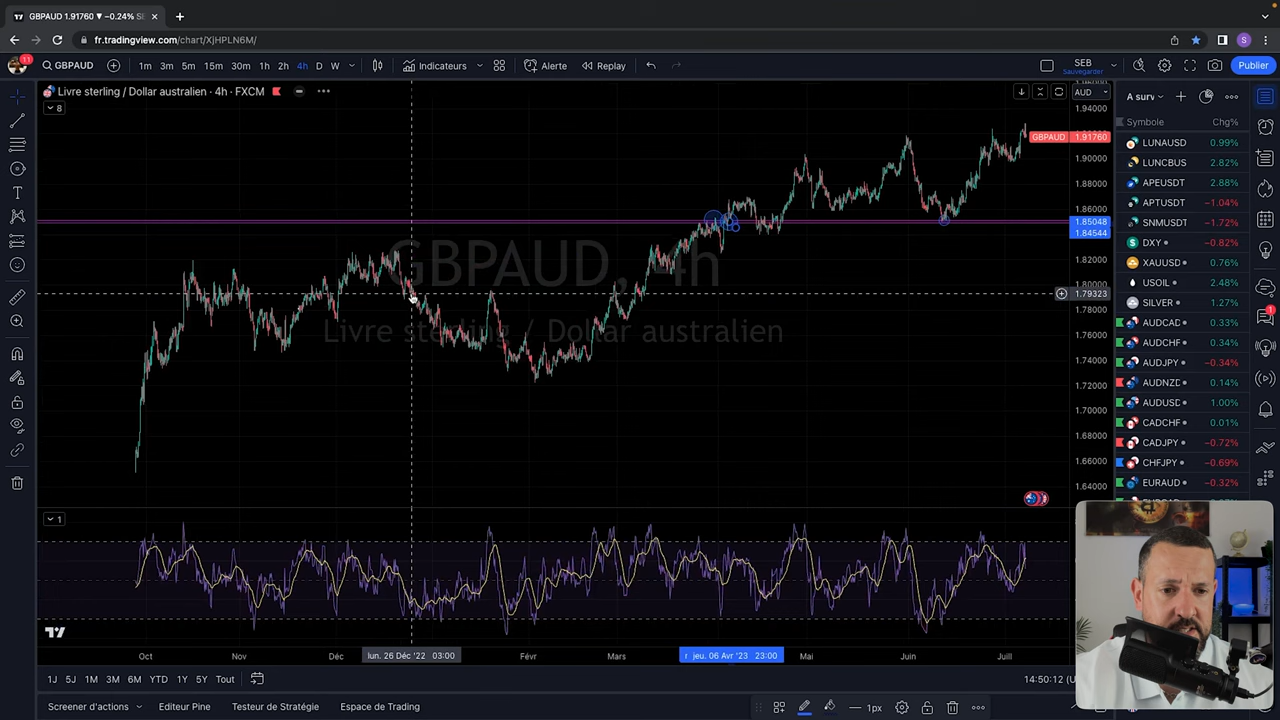 GBPAUD 1.91760 ▼ −0.24% SE
fr.tradingview.com/chart/XjHPLN6M/
11
GBPAUD
1m 3m 5m 15m 30m 1h 2h 4h D W
Indicateurs
Alerte
Replay
SEB
Sauvegarder
Publier
Livre sterling / Dollar australien · 4h · FXCM
8
AUD
GBPAUD, 4h
Livre sterling / Dollar australien
1.94000
GBPAUD 1.91760
1.90000
1.88000
1.86000
1.85048
1.84544
1.82000
1.80000
1.79323
1.78000
1.76000
1.74000
1.72000
1.70000
1.68000
1.66000
1.64000
1
Oct Nov Déc lun. 26 Déc '22 03:00 Févr Mars jeu. 06 Avr '23 23:00 Mai Juin Juill
1J 5J 1M 3M 6M YTD 1Y 5Y Tout
14:50:12 (U
Screener d'actions
Editeur Pine
Testeur de Stratégie
Espace de Trading
1px
A surv
Symbole Chg%
LUNAUSD 0.99%
LUNCBUS 2.82%
APEUSDT 2.88%
APTUSDT −1.04%
SNMUSDT −1.72%
DXY −0.82%
XAUUSD 0.76%
USOIL 2.48%
SILVER 1.27%
AUDCAD 0.33%
AUDCHF 0.34%
AUDJPY −0.34%
AUDNZD 0.14%
AUDUSD 1.00%
CADCHF 0.01%
CADJPY −0.72%
CHFJPY −0.69%
EURAUD −0.32%
S
1